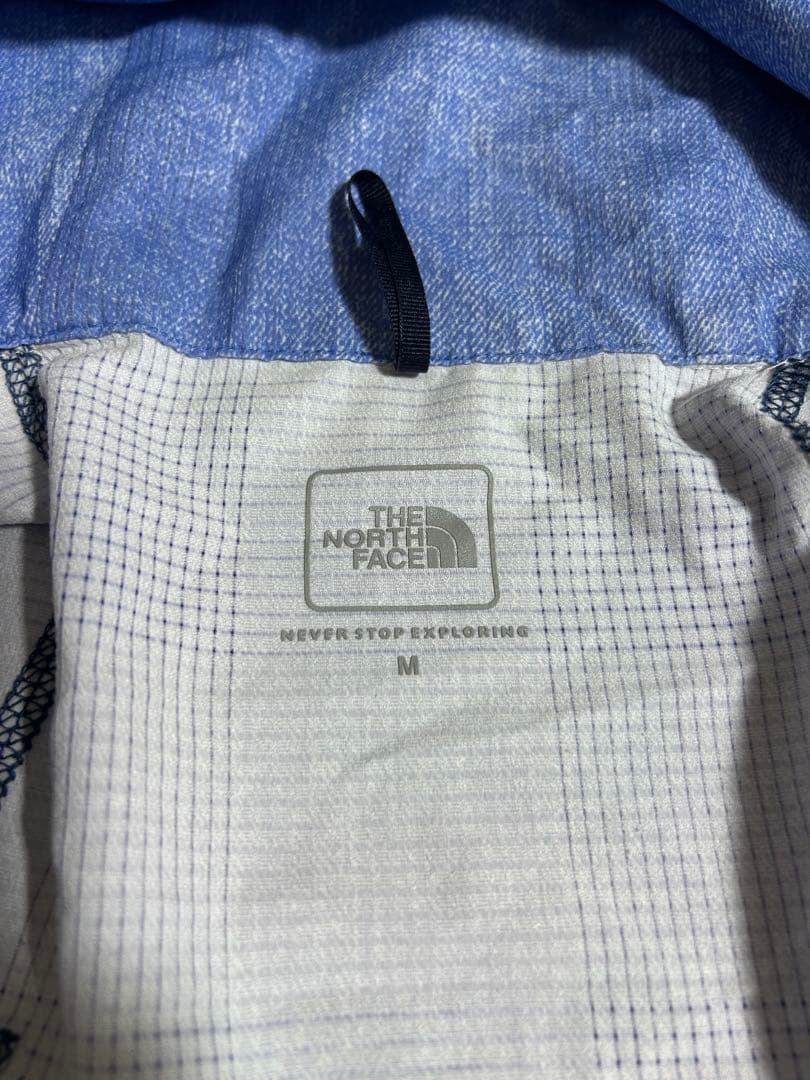 THE
NORTH
FACE
NEVER STOP EXPLORING
M